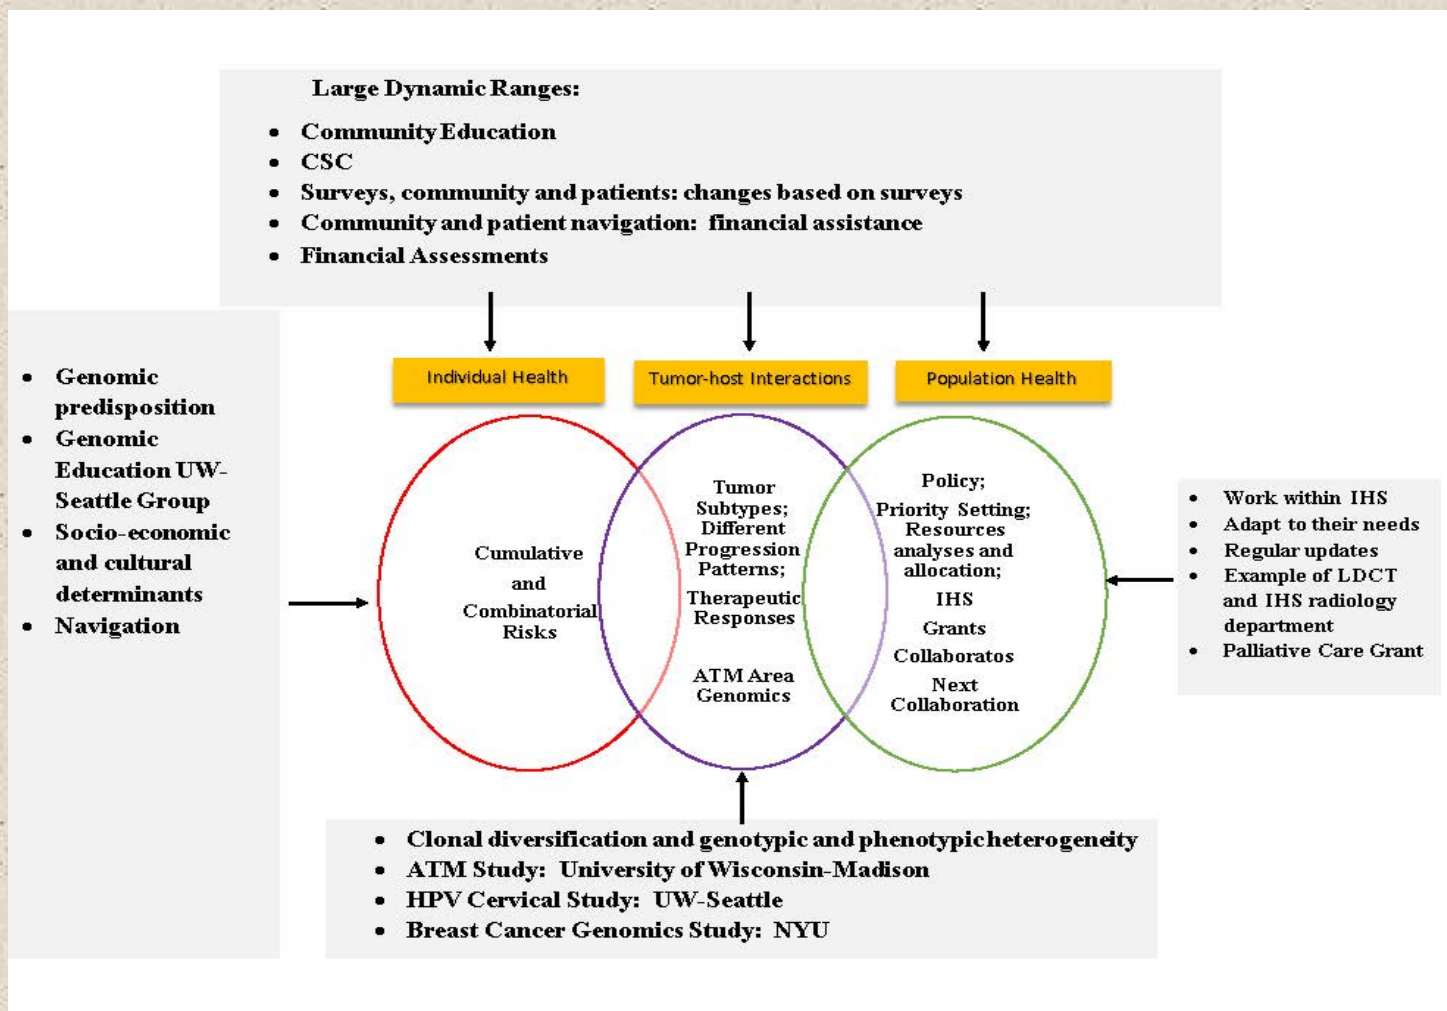 Large Dynamic Ranges:
• Community Education
• CSC
• Surveys, community and patients: changes based on surveys
• Community and patient navigation: financial assistance
• Financial Assessments
• Genomic
predisposition
• Genomic
Education UW-
Seattle Group
• Socio-economic
and cultural
determinants
• Navigation
Individual Health
Tumor-host Interactions
Population Health
Cumulative
and
Combinatorial
Risks
Tumor
Subtypes;
Different
Progression
Patterns;
Therapeutic
Responses
ATM Area
Genomics
Policy;
Priority Setting;
Resources
analyses and
allocation;
IHS
Grants
Collaboratos
Next
Collaboration
• Work within IHS
• Adapt to their needs
• Regular updates
• Example of LDCT
and IHS radiology
department
• Palliative Care Grant
• Clonal diversification and genotypic and phenotypic heterogeneity
• ATM Study: University of Wisconsin-Madison
• HPV Cervical Study: UW-Seattle
• Breast Cancer Genomics Study: NYU